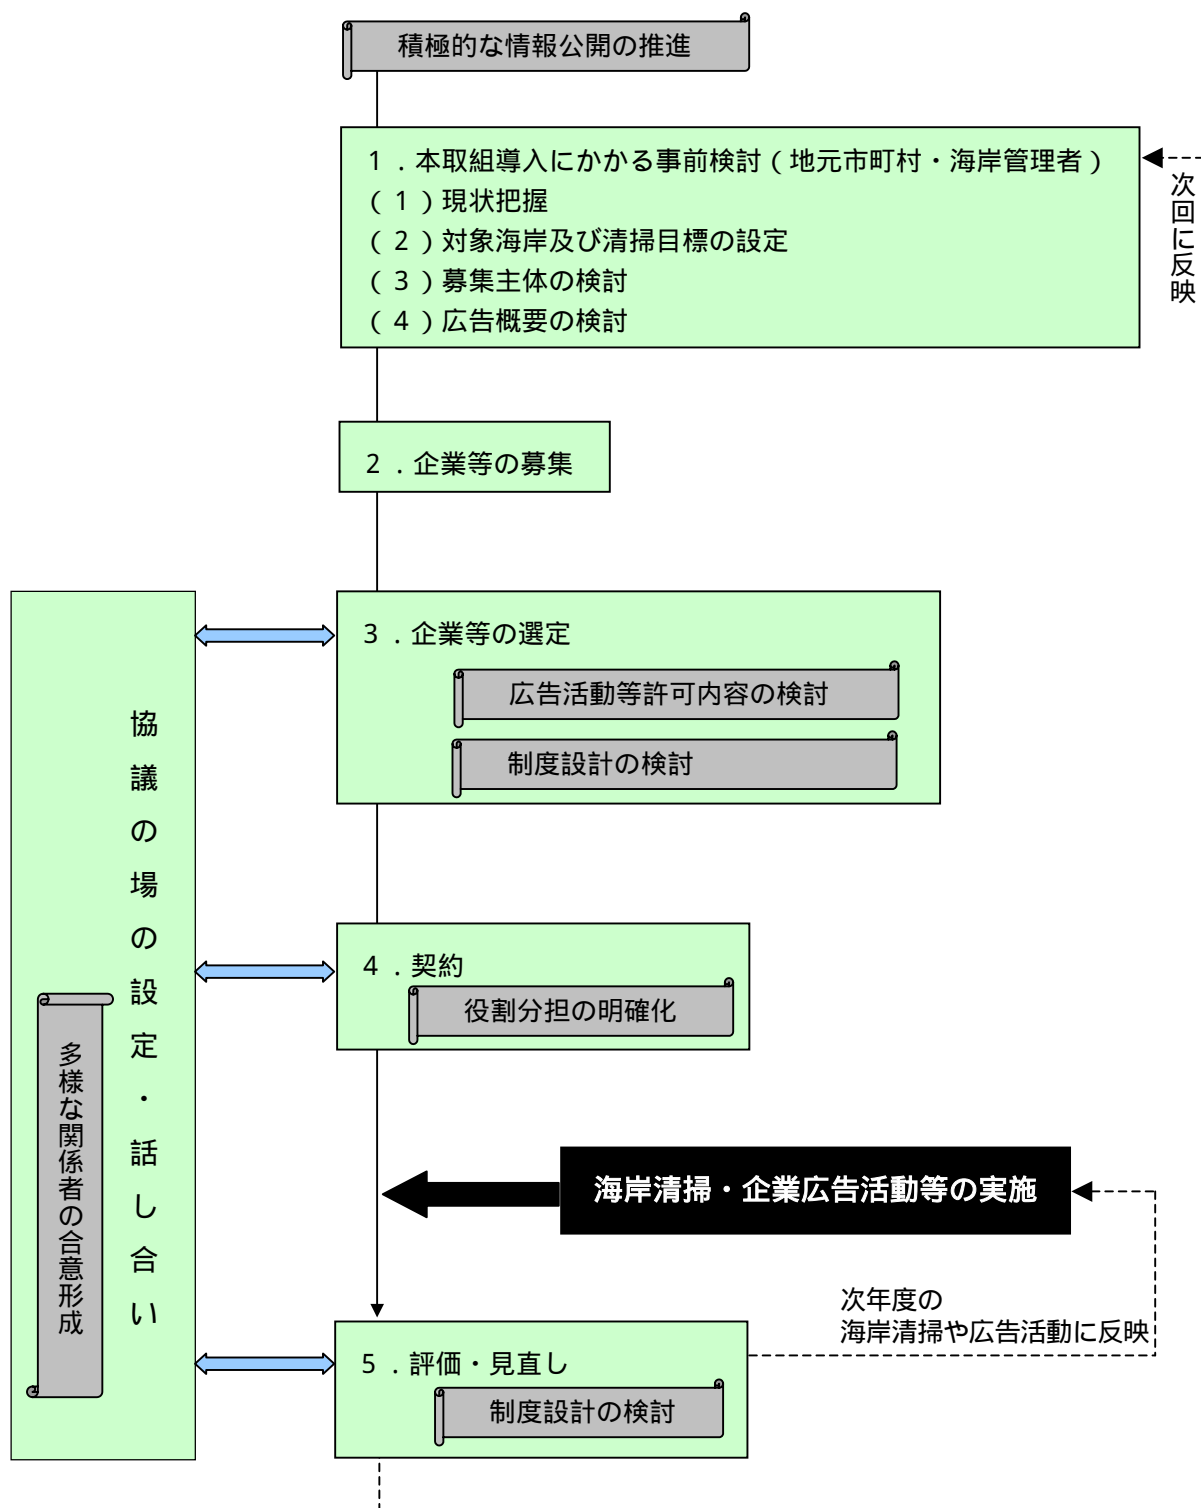 積極的な情報公開の推進
1．本取組導入にかかる事前検討（地元市町村・海岸管理者）
（1）現状把握
（2）対象海岸及び清掃目標の設定
（3）募集主体の検討
（4）広告概要の検討
次回に反映
2．企業等の募集
3．企業等の選定
広告活動等許可内容の検討
制度設計の検討
協議の場の設定・話し合い
多様な関係者の合意形成
4．契約
役割分担の明確化
海岸清掃・企業広告活動等の実施
次年度の
海岸清掃や広告活動に反映
5．評価・見直し
制度設計の検討